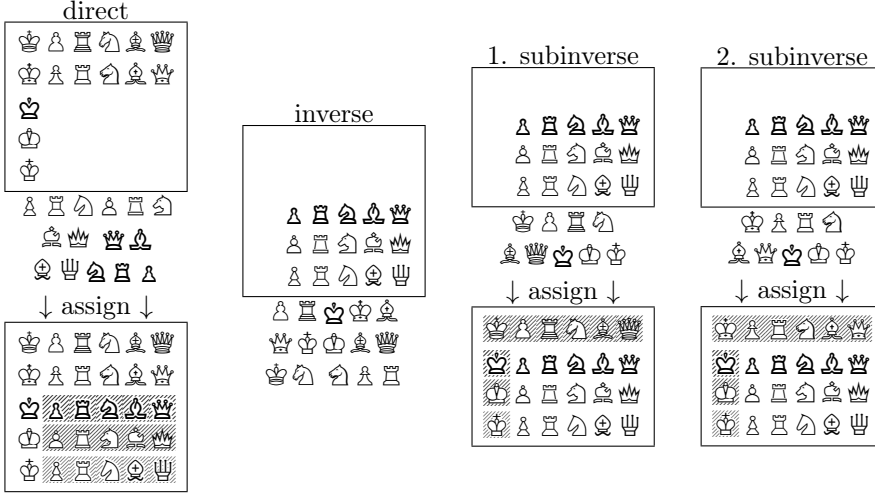 direct
inverse
1. subinverse
2. subinverse
↓ assign ↓
↓ assign ↓
↓ assign ↓